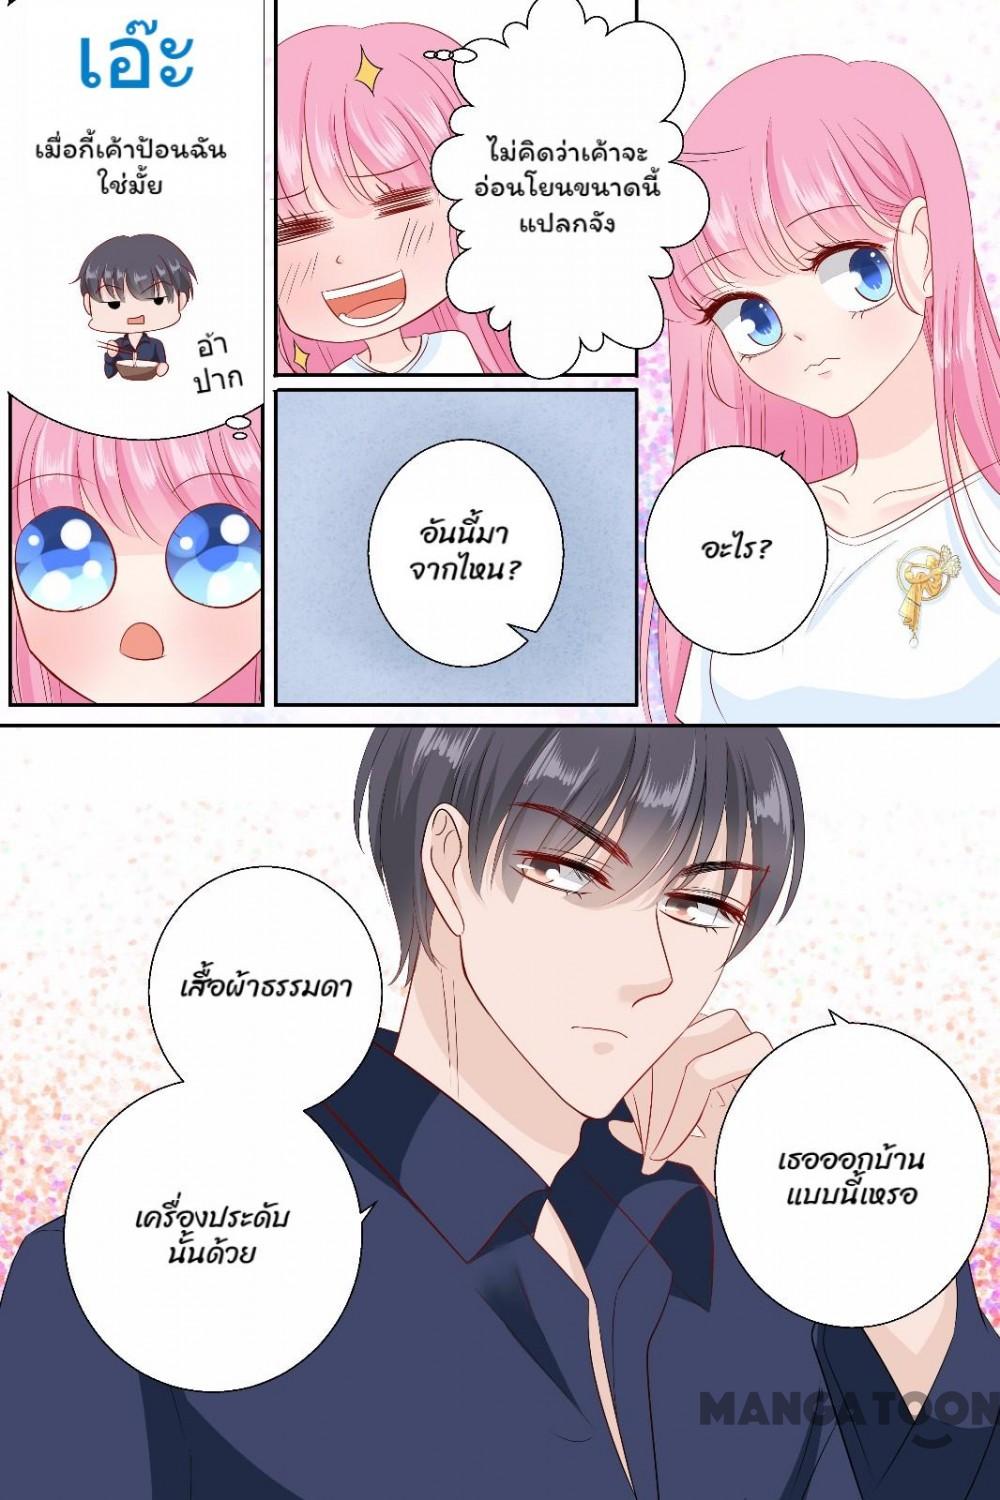 เอ๊ะ
เมื่อกี้เค้าป้อนฉัน
ใช่มั้ย
อ้า
ปาก
ไม่คิดว่าเค้าจะ
อ่อนโยนขนาดนี้
แปลกจัง
อันนี้มา
จากไหน?
อะไร?
เสื้อผ้าธรรมดา
เครื่องประดับ
นั้นด้วย
เธอออกบ้าน
แบบนี้เหรอ
MANGATOON